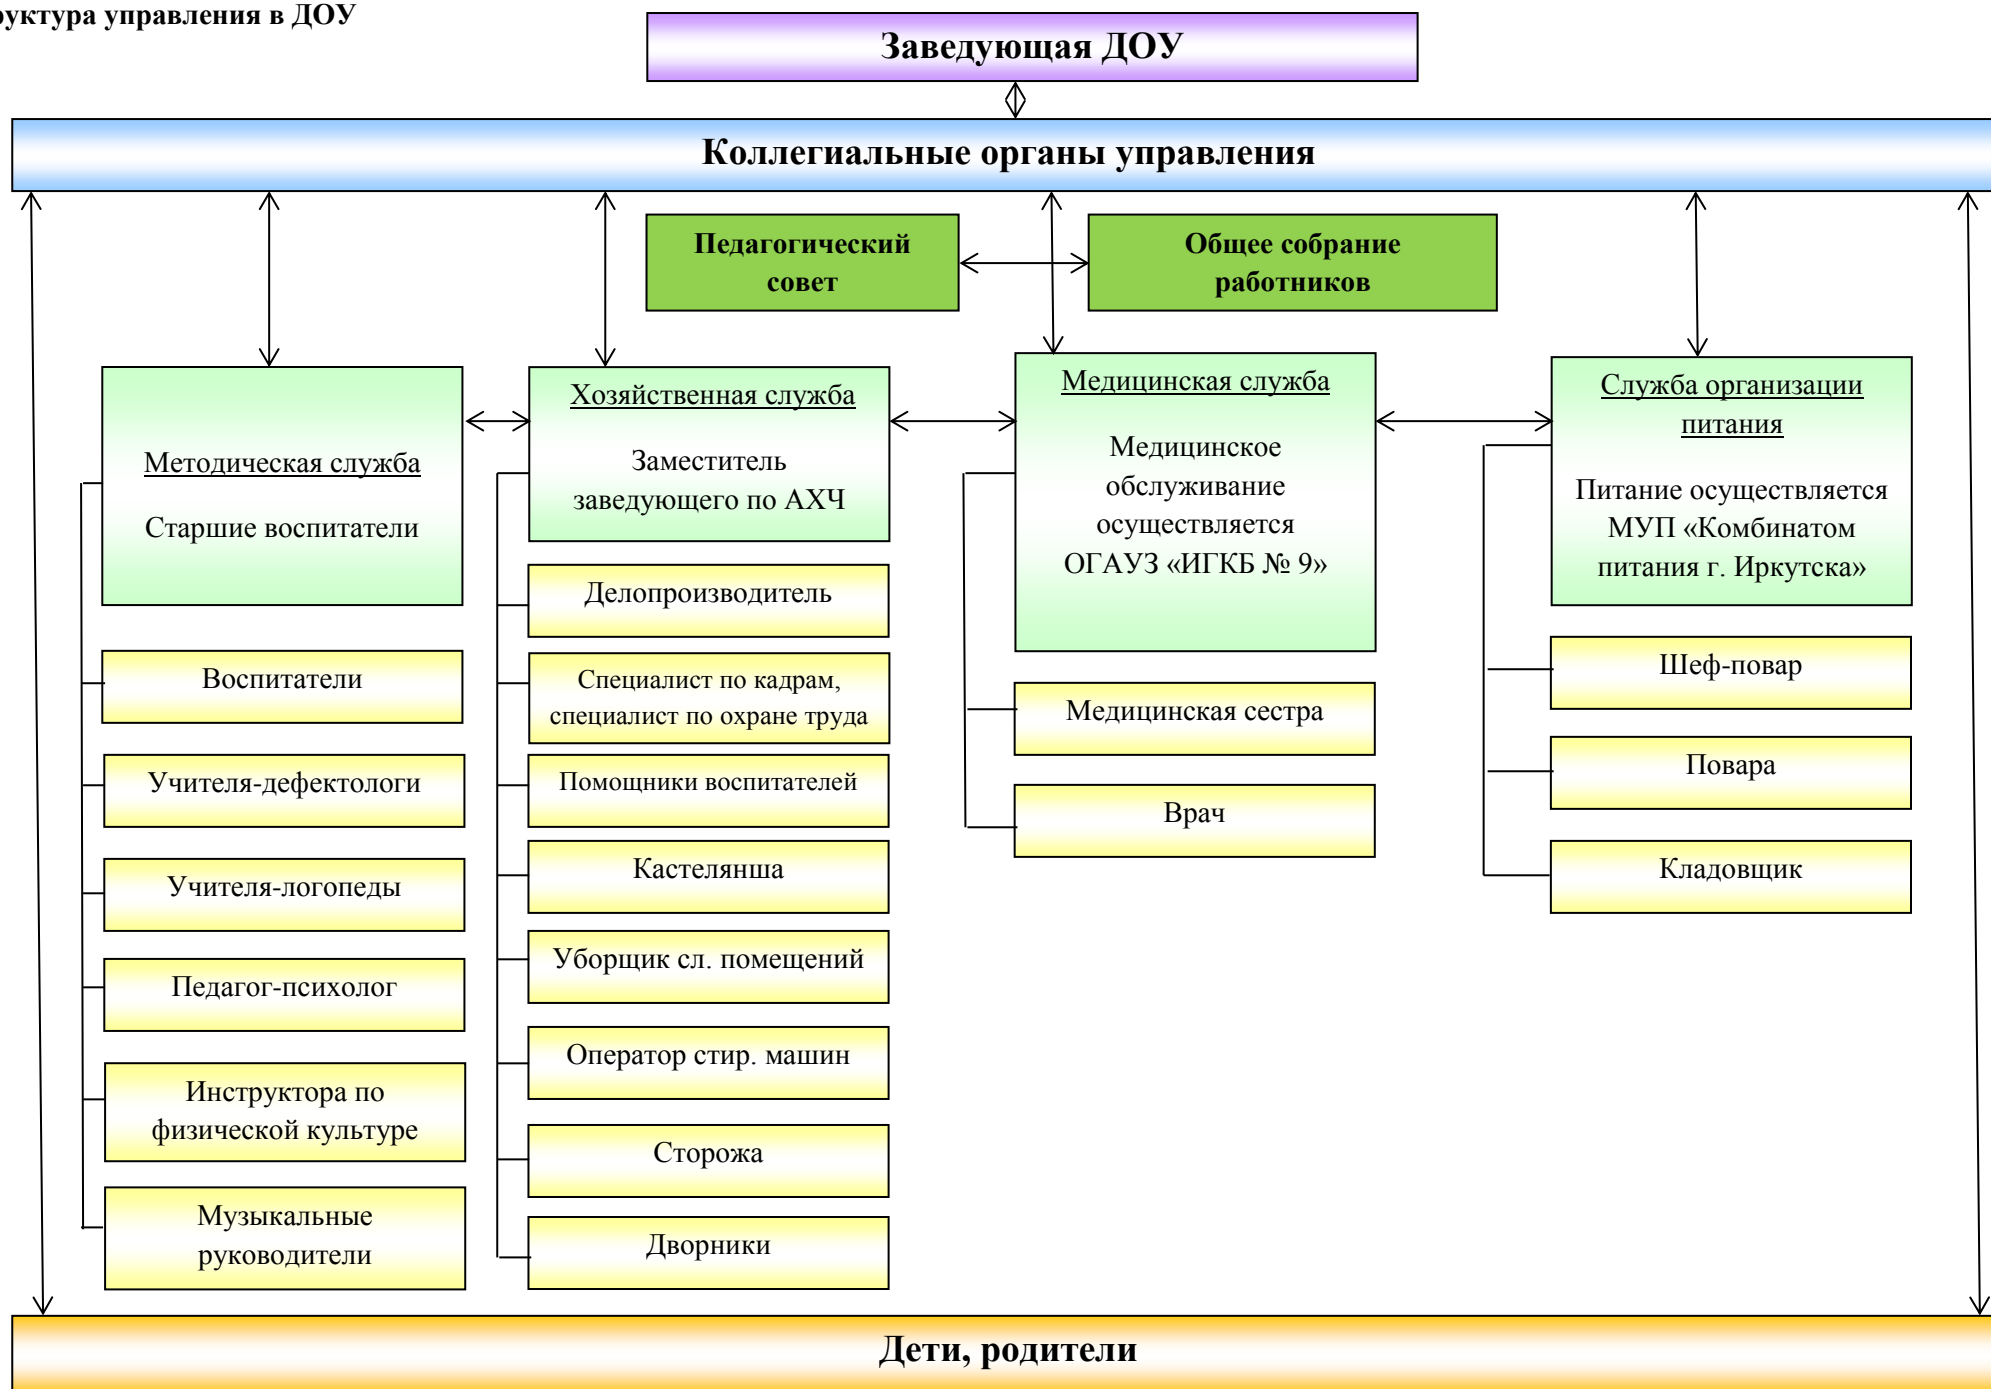 руктура управления в ДОУ
Заведующая ДОУ
Коллегиальные органы управления
Педагогический
совет
Общее собрание
работников
Методическая служба
Старшие воспитатели
Воспитатели
Учителя-дефектологи
Учителя-логопеды
Педагог-психолог
Инструктора по
физической культуре
Музыкальные
руководители
Хозяйственная служба
Заместитель
заведующего по АХЧ
Делопроизводитель
Специалист по кадрам,
специалист по охране труда
Помощники воспитателей
Кастелянша
Уборщик сл. помещений
Оператор стир. машин
Сторожа
Дворники
Медицинская служба
Медицинское
обслуживание
осуществляется
ОГАУЗ «ИГКБ № 9»
Медицинская сестра
Врач
Служба организации
питания
Питание осуществляется
МУП «Комбинатом
питания г. Иркутска»
Шеф-повар
Повара
Кладовщик
Дети, родители